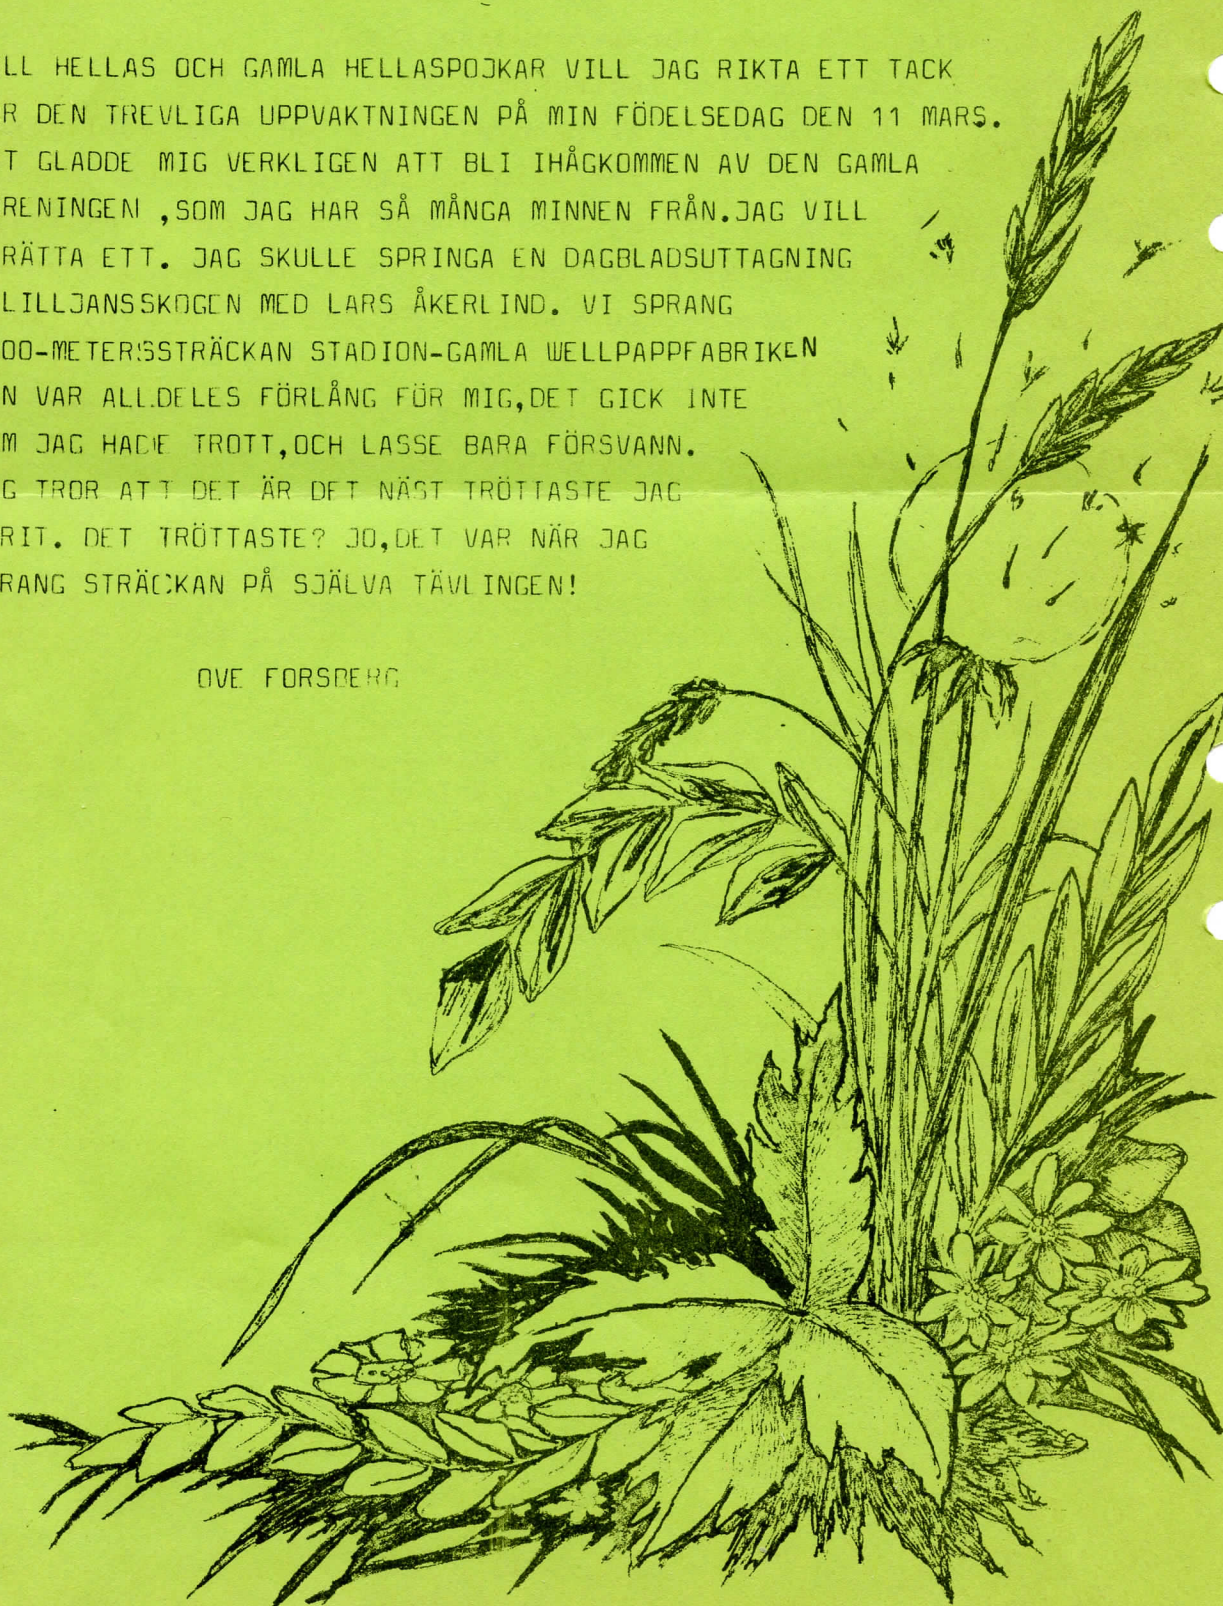 LL HELLAS OCH GAMLA HELLASPOJKAR VILL JAG RIKTA ETT TACK
R DEN TREVLIGA UPPVAKTNINGEN PÅ MIN FÖDELSEDAG DEN 11 MARS.
T GLADDE MIG VERKLIGEN ATT BLI IHÅGKOMMEN AV DEN GAMLA
RENINGEN ,SOM JAG HAR SÅ MÅNGA MINNEN FRÅN.JAG VILL
RÄTTA ETT. JAG SKULLE SPRINGA EN DAGBLADSUTTAGNING
LILLJANSSKOGEN MED LARS ÅKERLIND. VI SPRANG
00-METERSSTRÄCKAN STADION-GAMLA WELLPAPPFABRIKEN
N VAR ALLDELES FÖRLÅNG FÖR MIG,DET GICK INTE
M JAG HADE TROTT,OCH LASSE BARA FÖRSVANN.
G TROR ATT DET ÄR DET NÄST TRÖTTASTE JAG
RIT. DET TRÖTTASTE? JO,DET VAR NÄR JAG
RANG STRÄCKAN PÅ SJÄLVA TÄVLINGEN!
OVE FORSBERG